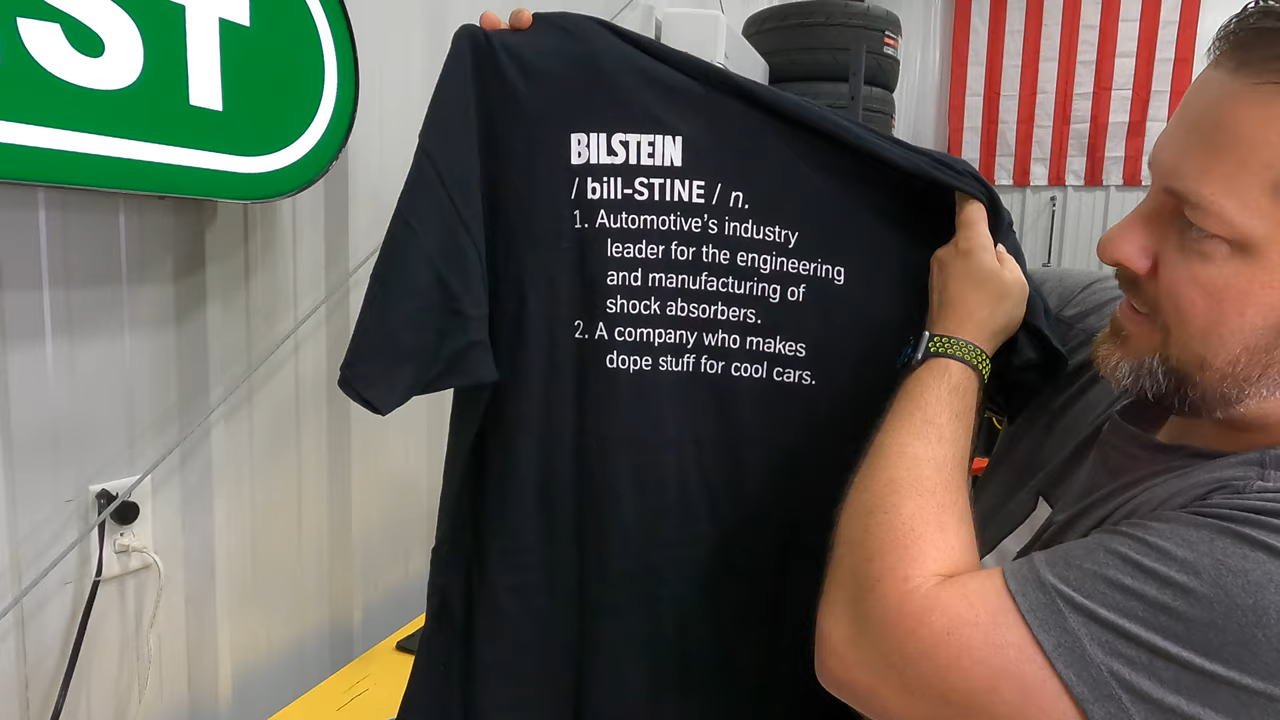 ST
BILSTEIN
/ bill-STINE / n.
1. Automotive's industry
leader for the engineering
and manufacturing of
shock absorbers.
2. A company who makes
dope stuff for cool cars.